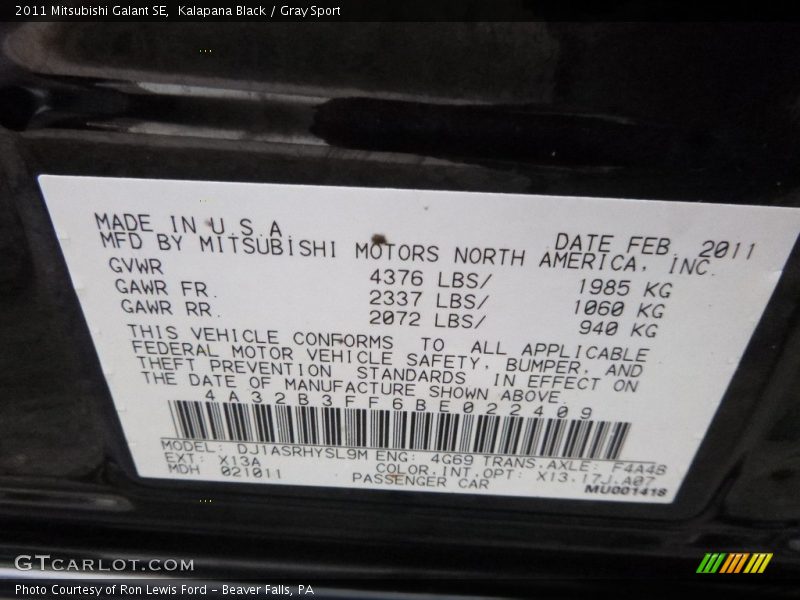 2011 Mitsubishi Galant SE, Kalapana Black / Gray Sport
MADE IN U.S.A
DATE FEB. 2011
MFD BY MITSUBISHI MOTORS NORTH AMERICA, INC.
GVWR 4376 LBS/ 1985 KG
GAWR FR. 2337 LBS/ 1060 KG
GAWR RR. 2072 LBS/ 940 KG
THIS VEHICLE CONFORMS TO ALL APPLICABLE
FEDERAL MOTOR VEHICLE SAFETY, BUMPER, AND
THEFT PREVENTION STANDARDS IN EFFECT ON
THE DATE OF MANUFACTURE SHOWN ABOVE.
4A32B3FF6BE022409
MODEL: DJ1ASRHYSL9M ENG: 4G69 TRANS.AXLE: F4A4B
EXT: X13A COLOR.INT.OPT: X13.17J.A07
MDH 021011 PASSENGER CAR MU001418
GTCARLOT.COM
Photo Courtesy of Ron Lewis Ford – Beaver Falls, PA